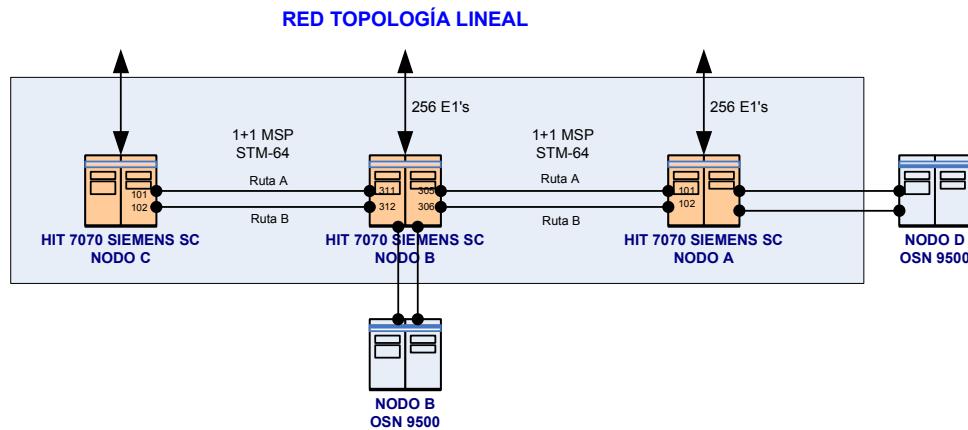 RED TOPOLOGÍA LINEAL
256 E1's
256 E1's
1+1 MSP
STM-64
1+1 MSP
STM-64
Ruta A
Ruta A
101
311
305
101
102
312
306
102
Ruta B
Ruta B
HIT 7070 SIEMENS SC
NODO C
HIT 7070 SIEMENS SC
NODO B
HIT 7070 SIEMENS SC
NODO A
NODO D
OSN 9500
NODO B
OSN 9500